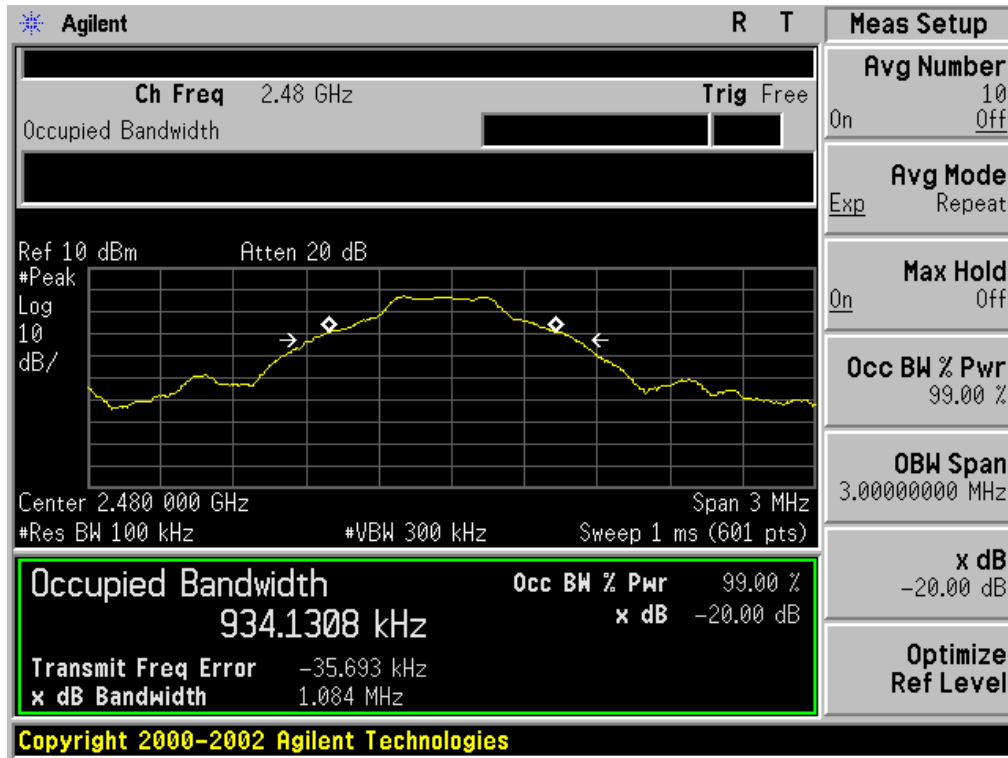 Agilent R T
Ch Freq 2.48 GHz Trig Free
Occupied Bandwidth
Ref 10 dBm Atten 20 dB
#Peak
Log
10
dB/
Center 2.480 000 GHz Span 3 MHz
#Res BW 100 kHz #VBW 300 kHz Sweep 1 ms (601 pts)
Occupied Bandwidth
934.1308 kHz
Occ BW % Pwr 99.00 %
x dB -20.00 dB
Transmit Freq Error -35.693 kHz
x dB Bandwidth 1.084 MHz
Copyright 2000-2002 Agilent Technologies
Meas Setup
Avg Number
10
On Off
Avg Mode
Exp Repeat
Max Hold
On Off
Occ BW % Pwr
99.00 %
OBW Span
3.00000000 MHz
x dB
-20.00 dB
Optimize
Ref Level